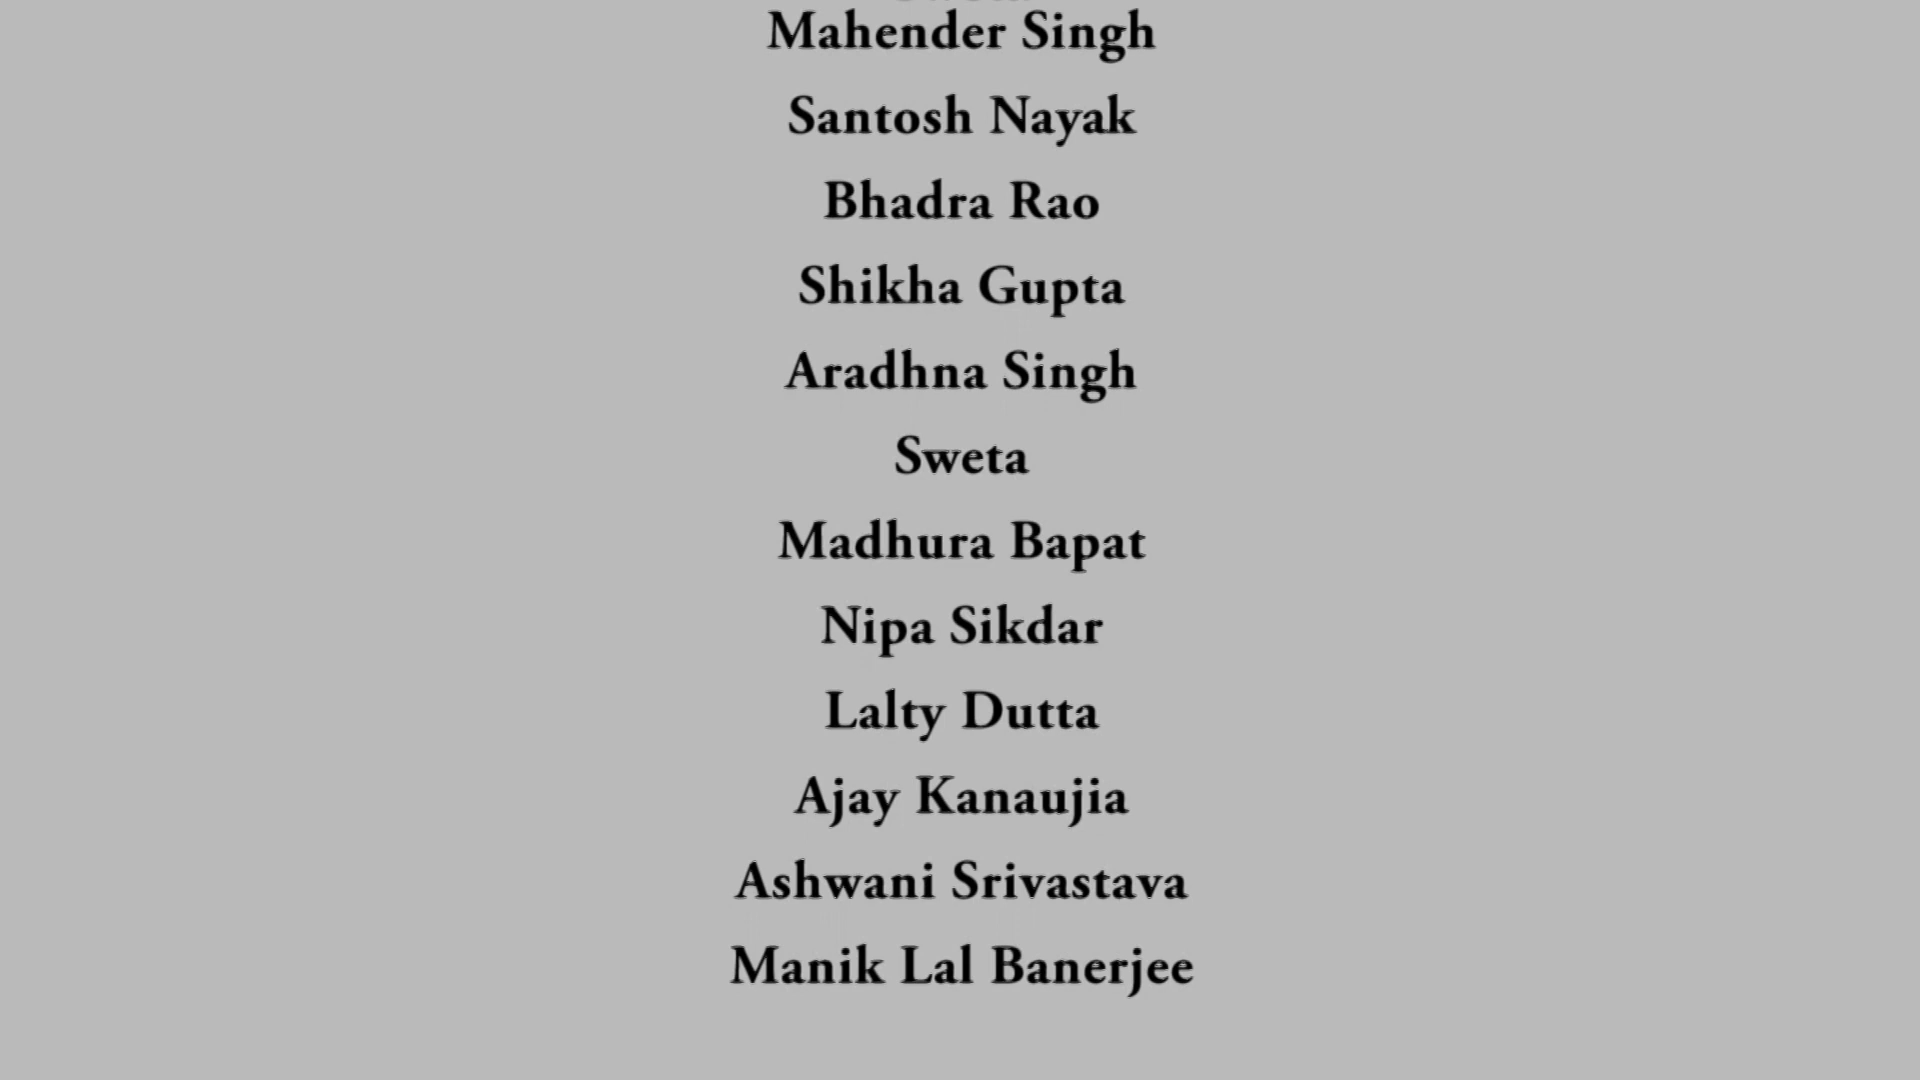 Mahender Singh
Santosh Nayak
Bhadra Rao
Shikha Gupta
Aradhna Singh
Sweta
Madhura Bapat
Nipa Sikdar
Lalty Dutta
Ajay Kanaujia
Ashwani Srivastava
Manik Lal Banerjee